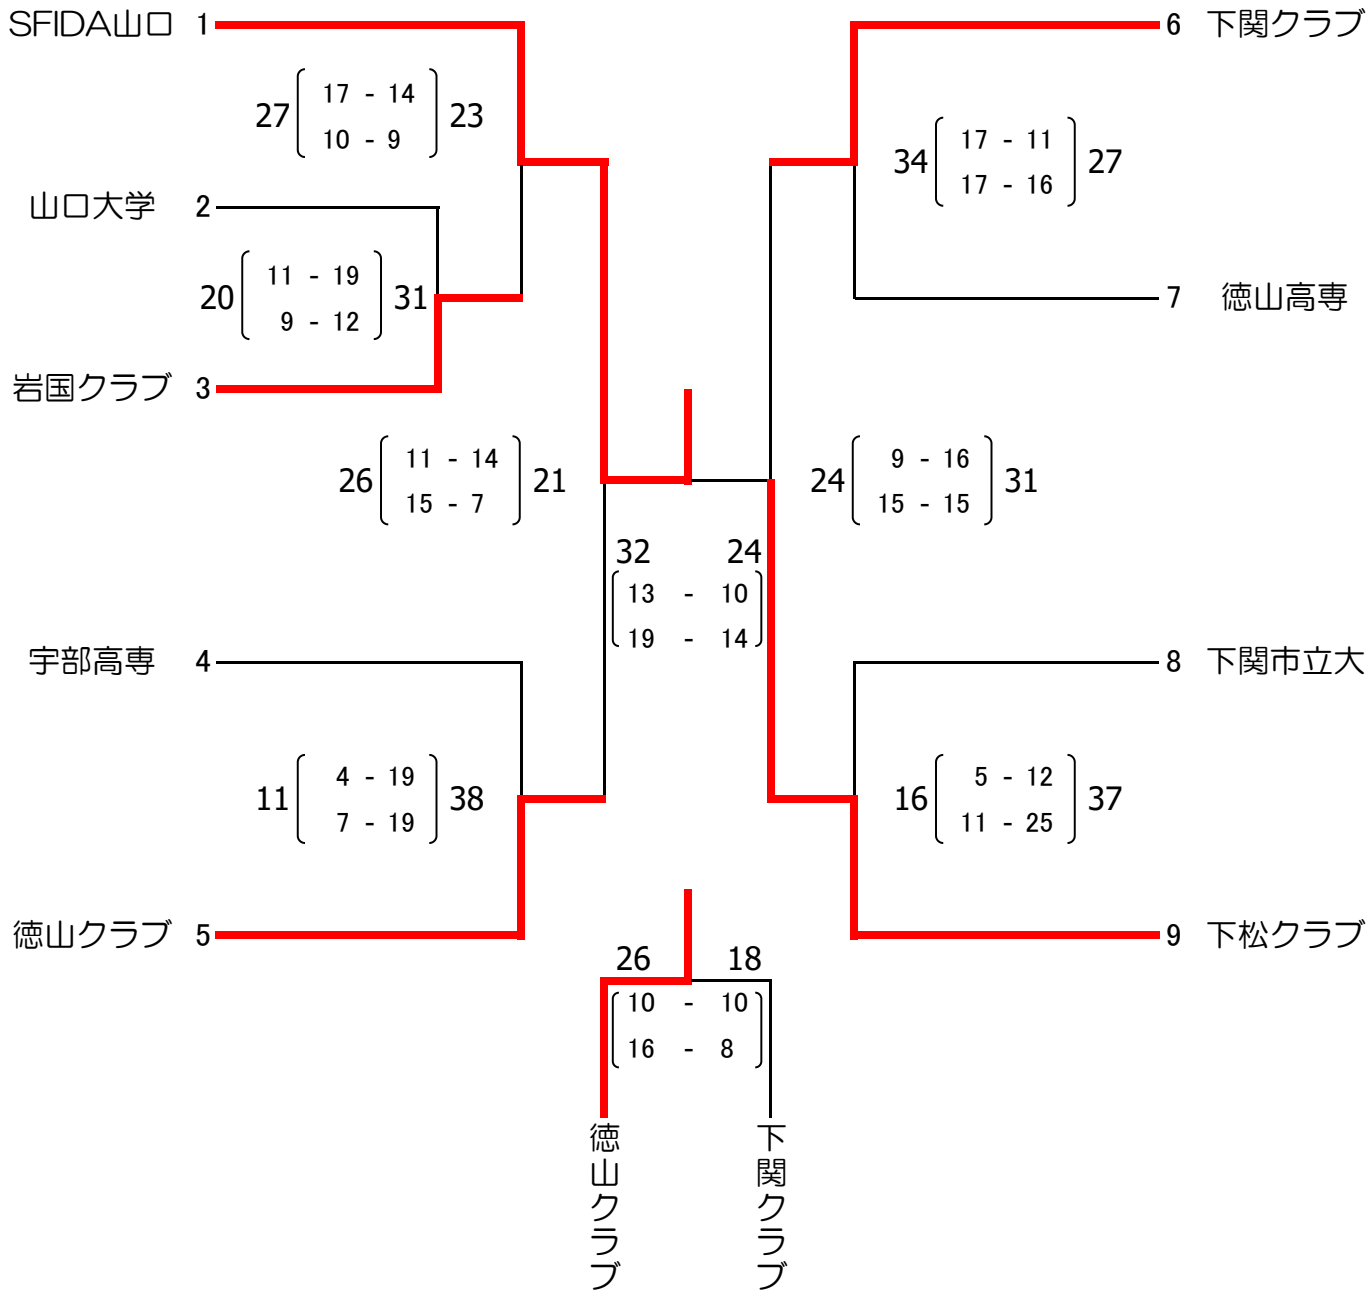 SFIDA山口 1
6 下関クラブ
27 17 - 14 23
10 - 9
34 17 - 11 27
17 - 16
山口大学 2
20 11 - 19 31
9 - 12
7 徳山高専
岩国クラブ 3
26 11 - 14 21
15 - 7
24 9 - 16 31
15 - 15
32 24
13 - 10
19 - 14
宇部高専 4
8 下関市立大
11 4 - 19 38
7 - 19
16 5 - 12 37
11 - 25
徳山クラブ 5
9 下松クラブ
26 18
10 - 10
16 - 8
徳山クラブ
下関クラブ